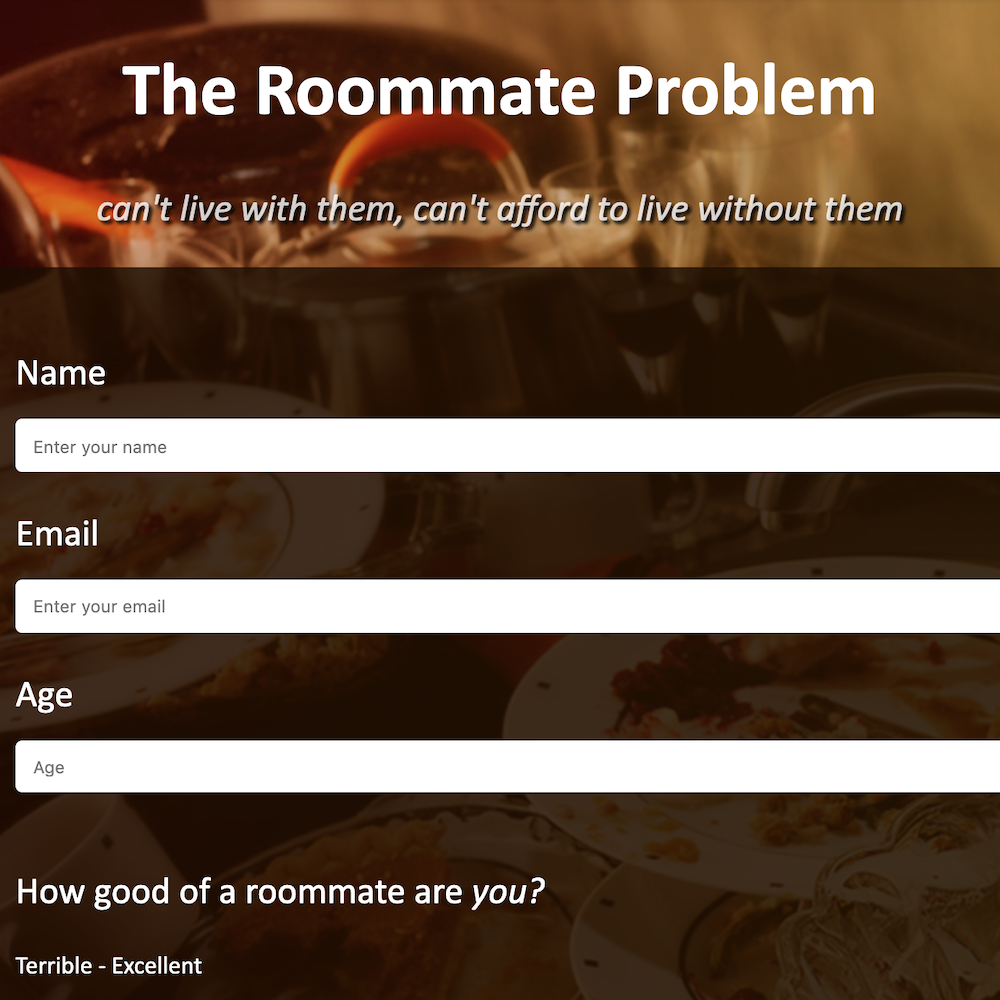 The Roommate Problem
can't live with them, can't afford to live without them
Name
Enter your name
Email
Enter your email
Age
Age
How good of a roommate are you?
Terrible - Excellent